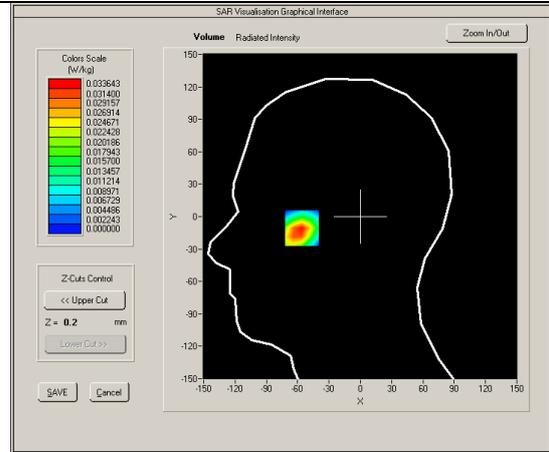 SAR Visualisation Graphical Interface
Volume Radiated Intensity
Zoom In/Out
Colors Scale
(W/kg)
0.033643
0.031400
0.029157
0.026914
0.024671
0.022428
0.020186
0.017943
0.015700
0.013457
0.011214
0.008971
0.006729
0.004486
0.002243
0.000000
Z-Cuts Control
<< Upper Cut
Z = 0.2 mm
Lower Cut >>
SAVE Cancel
150
120
90
60
30
0
-30
-60
-90
-120
-150
Y
-150 -120 -90 -60 -30 0 30 60 90 120 150
X